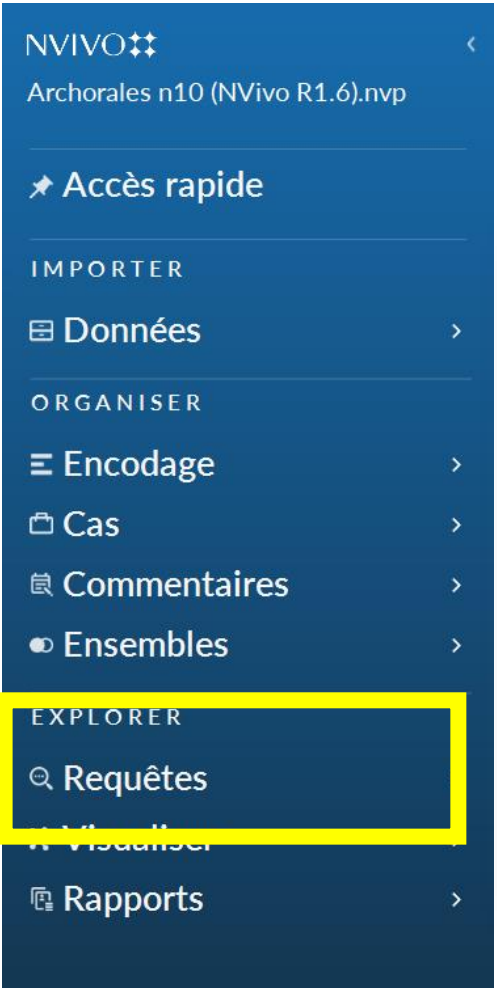 NVIVO
Archorales n10 (NVivo R1.6).nvp
Accès rapide
IMPORTER
Données
ORGANISER
Encodage
Cas
Commentaires
Ensembles
EXPLORER
Requêtes
Visualiser
Rapports